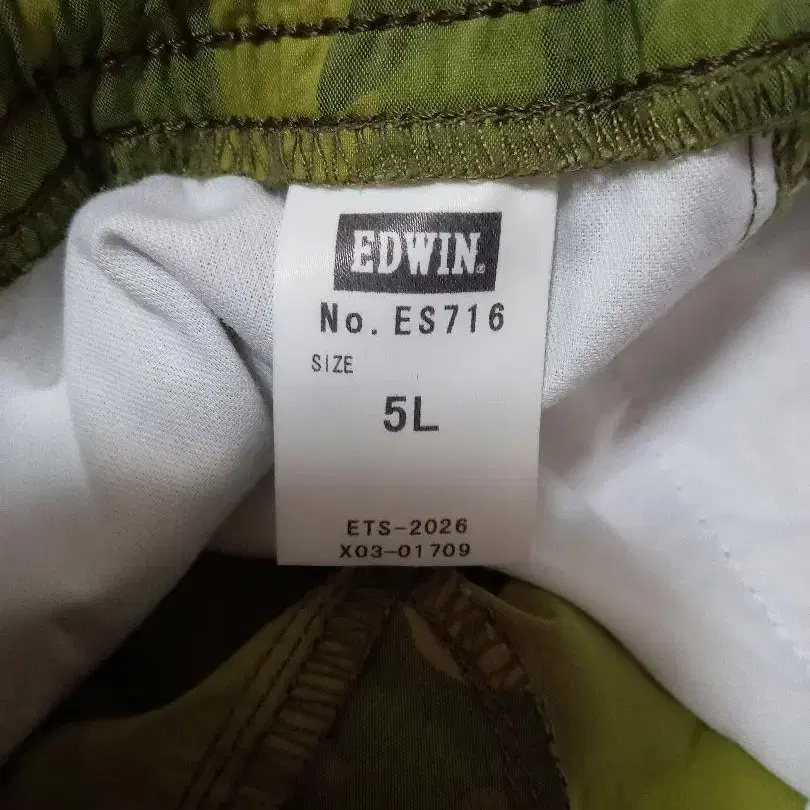 EDWIN®
No. ES716
SIZE
5L
ETS-2026
X03-01709